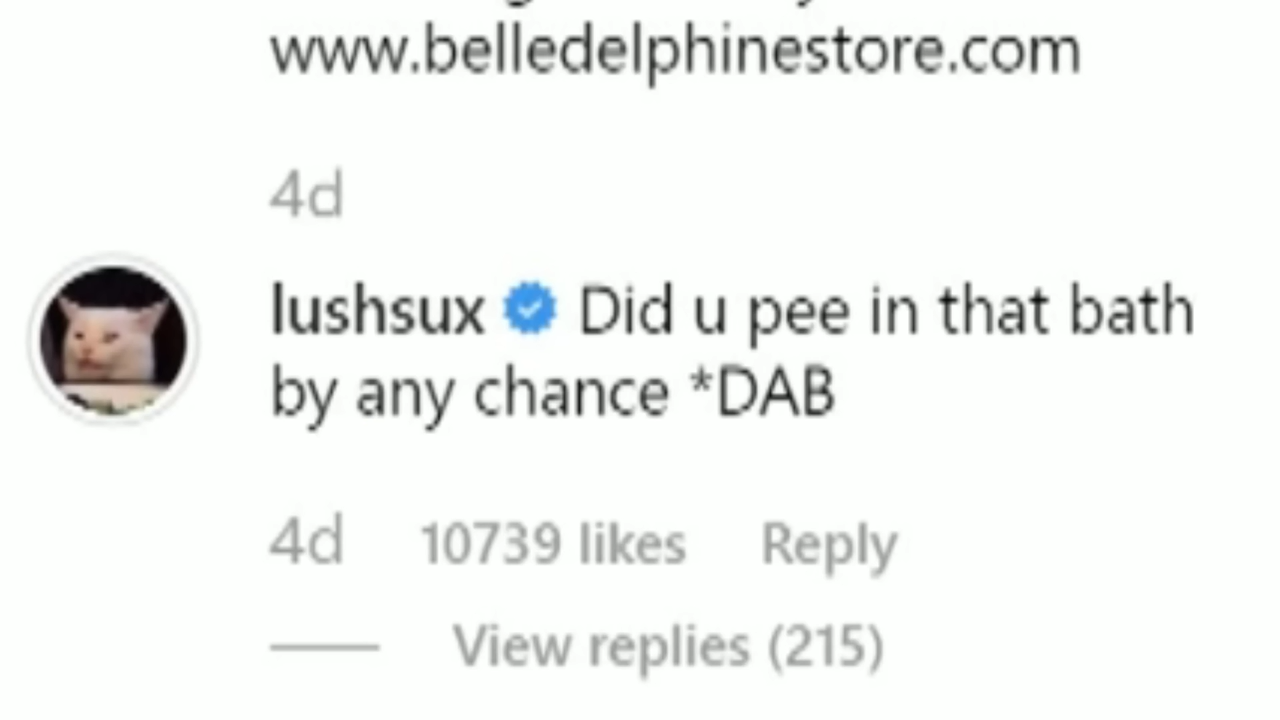 www.belledelphinestore.com
4d
lushsux Did u pee in that bath
by any chance *DAB
4d 10739 likes Reply
View replies (215)